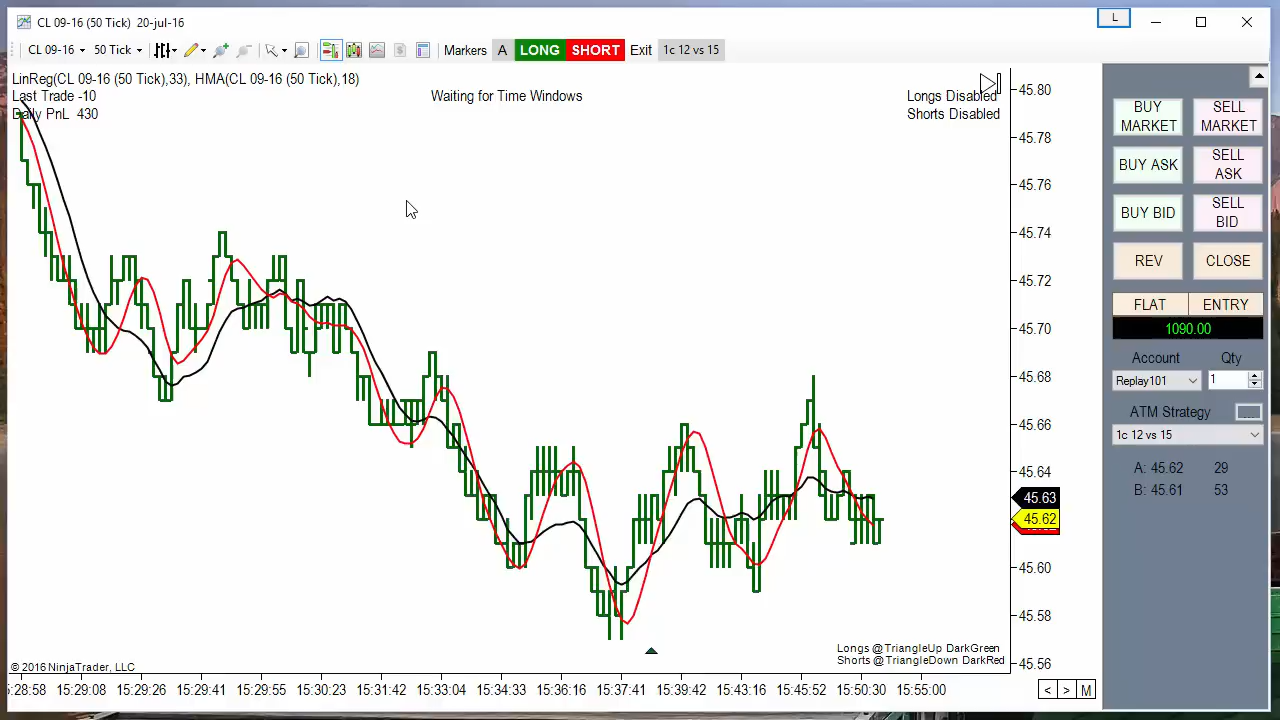 CL 09-16 (50 Tick)  20-jul-16
L
CL 09-16
50 Tick
Markers
A
LONG
SHORT
Exit
1c 12 vs 15
LinReg(CL 09-16 (50 Tick),33), HMA(CL 09-16 (50 Tick),18)
Last Trade -10
Waiting for Time Windows
Longs Disabled
Daily PnL  430
Shorts Disabled
45.80
45.78
45.76
45.74
45.72
45.70
45.68
45.66
45.64
45.63
45.62
45.60
45.58
45.56
Longs @TriangleUp DarkGreen
Shorts @TriangleDown DarkRed
© 2016 NinjaTrader, LLC
5:28:58 15:29:08 15:29:26 15:29:41 15:29:55 15:30:23 15:31:42 15:33:04 15:34:33 15:36:16 15:37:41 15:39:42 15:43:16 15:45:52 15:50:30 15:55:00
< > M
BUY MARKET
SELL MARKET
BUY ASK
SELL ASK
BUY BID
SELL BID
REV
CLOSE
FLAT
ENTRY
1090.00
Account
Qty
Replay101
1
ATM Strategy
1c 12 vs 15
A: 45.62 29
B: 45.61 53